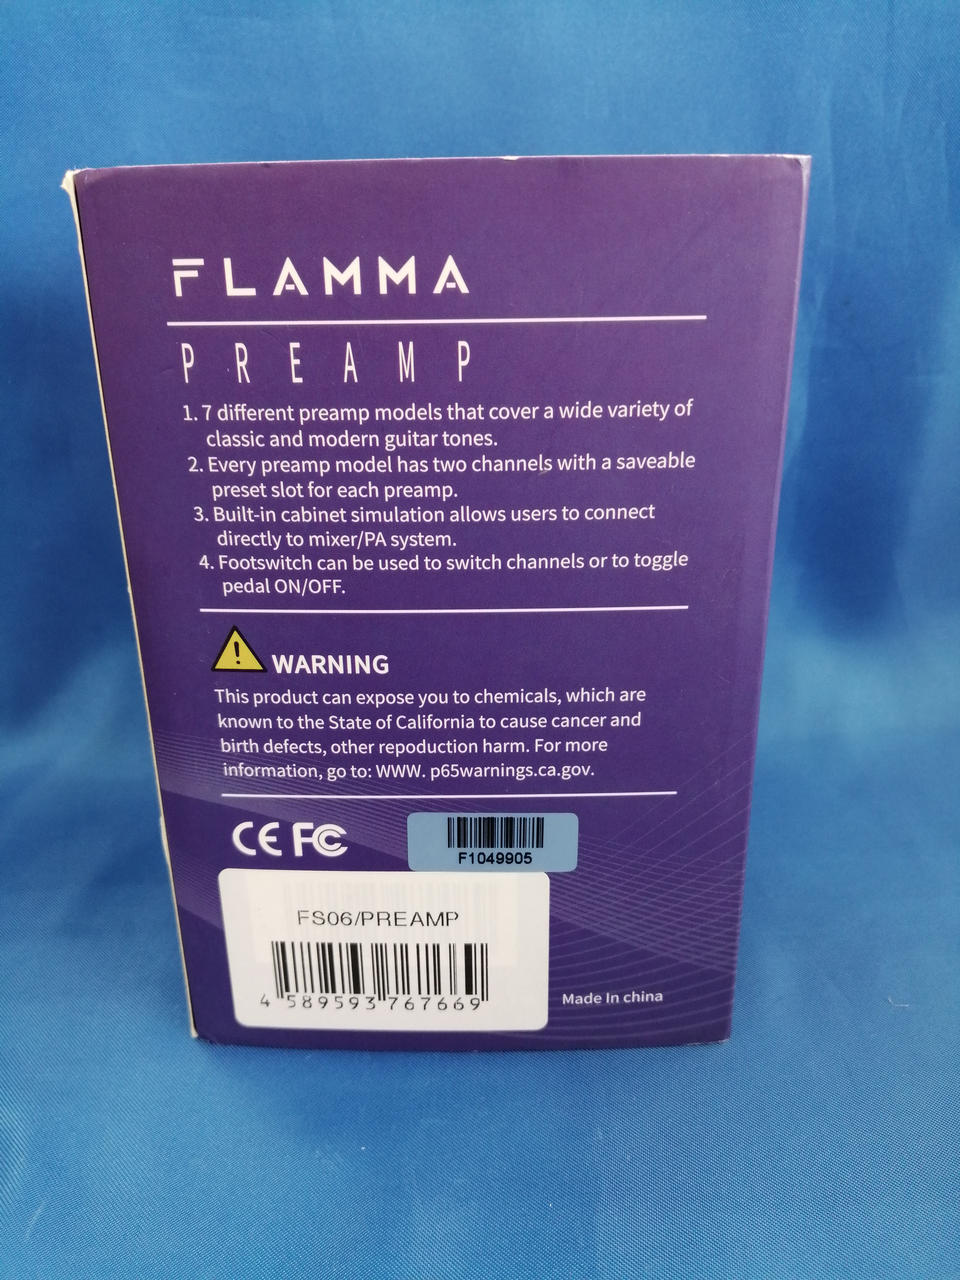 FLAMMA
PREAMP
1. 7 different preamp models that cover a wide variety of
classic and modern guitar tones.
2. Every preamp model has two channels with a saveable
preset slot for each preamp.
3. Built-in cabinet simulation allows users to connect
directly to mixer/PA system.
4. Footswitch can be used to switch channels or to toggle
pedal ON/OFF.
! WARNING
This product can expose you to chemicals, which are
known to the State of California to cause cancer and
birth defects, other repoduction harm. For more
information, go to: WWW. p65warnings.ca.gov.
CE FC
F1049905
FS06/PREAMP
4 589593 767669
Made In china